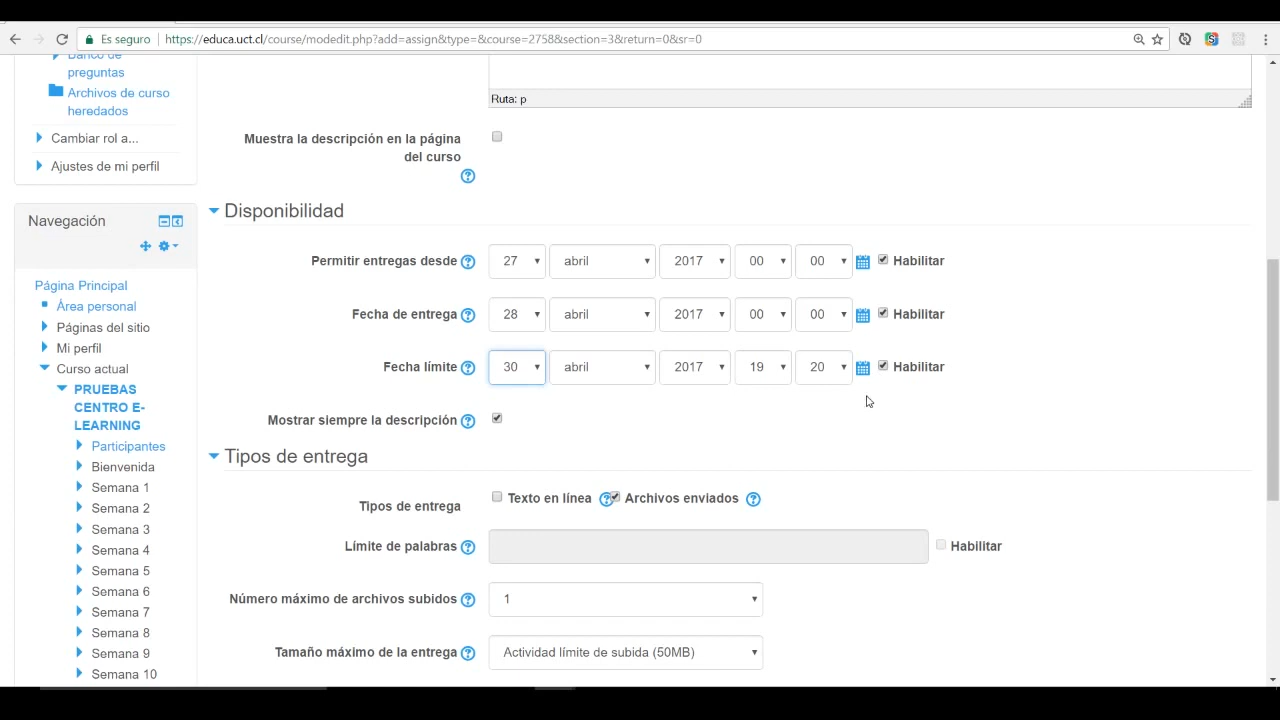 Es seguro https://educa.uct.cl/course/modedit.php?add=assign&type=&course=2758&section=3&return=0&sr=0
Banco de
preguntas
Archivos de curso
heredados
Cambiar rol a...
Ajustes de mi perfil
Navegación
Página Principal
Área personal
Páginas del sitio
Mi perfil
Curso actual
PRUEBAS
CENTRO E-
LEARNING
Participantes
Bienvenida
Semana 1
Semana 2
Semana 3
Semana 4
Semana 5
Semana 6
Semana 7
Semana 8
Semana 9
Semana 10
Ruta: p
Muestra la descripción en la página
del curso
Disponibilidad
Permitir entregas desde 27 abril 2017 00 00 Habilitar
Fecha de entrega 28 abril 2017 00 00 Habilitar
Fecha límite 30 abril 2017 19 20 Habilitar
Mostrar siempre la descripción
Tipos de entrega
Tipos de entrega Texto en línea Archivos enviados
Límite de palabras Habilitar
Número máximo de archivos subidos 1
Tamaño máximo de la entrega Actividad límite de subida (50MB)